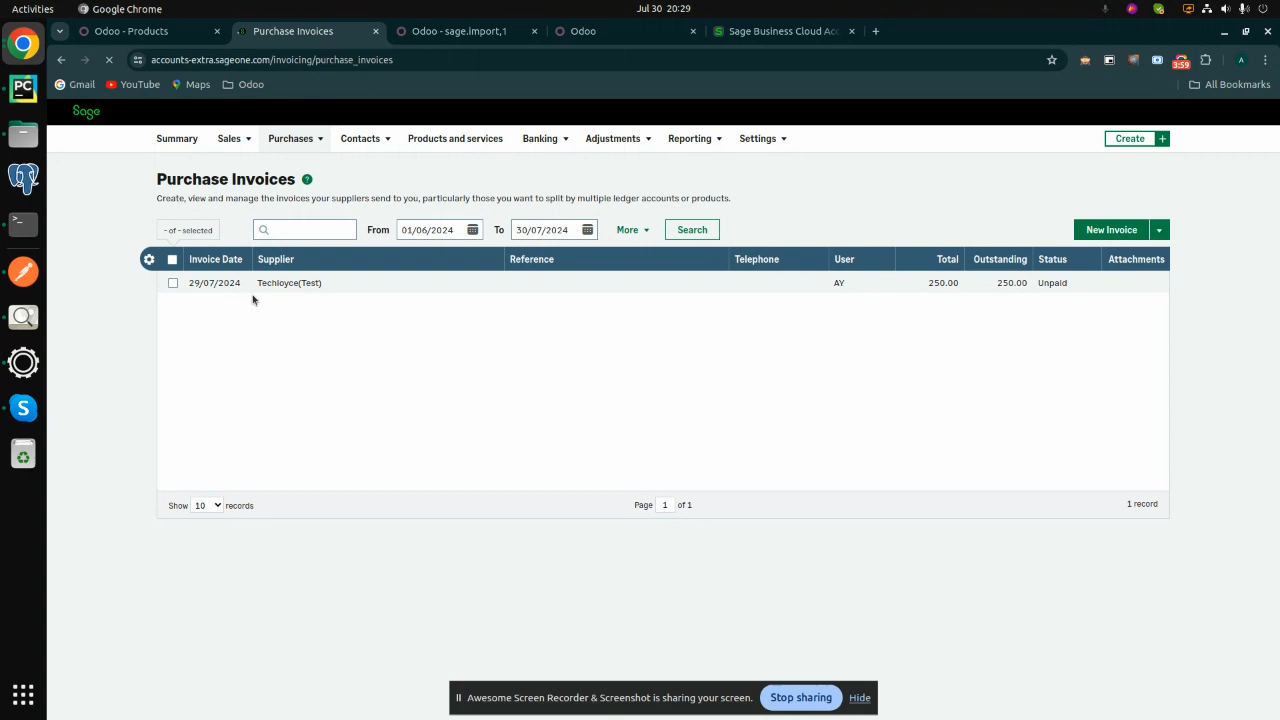 Activities
Google Chrome
Jul 30 20:29
Odoo - Products
Purchase Invoices
Odoo - sage.import,1
Odoo
Sage Business Cloud Acc
accounts-extra.sageone.com/invoicing/purchase_invoices
3:59
A
Gmail
YouTube
Maps
Odoo
All Bookmarks
Sage
Summary
Sales
Purchases
Contacts
Products and services
Banking
Adjustments
Reporting
Settings
Create +
Purchase Invoices ?
Create, view and manage the invoices your suppliers send to you, particularly those you want to split by multiple ledger accounts or products.
- of - selected
From 01/06/2024
To 30/07/2024
More
Search
New Invoice
Invoice Date Supplier Reference Telephone User Total Outstanding Status Attachments
29/07/2024 Techloyce(Test) AY 250.00 250.00 Unpaid
Show 10 records
Page 1 of 1
1 record
Awesome Screen Recorder & Screenshot is sharing your screen.
Stop sharing
Hide
PC
S